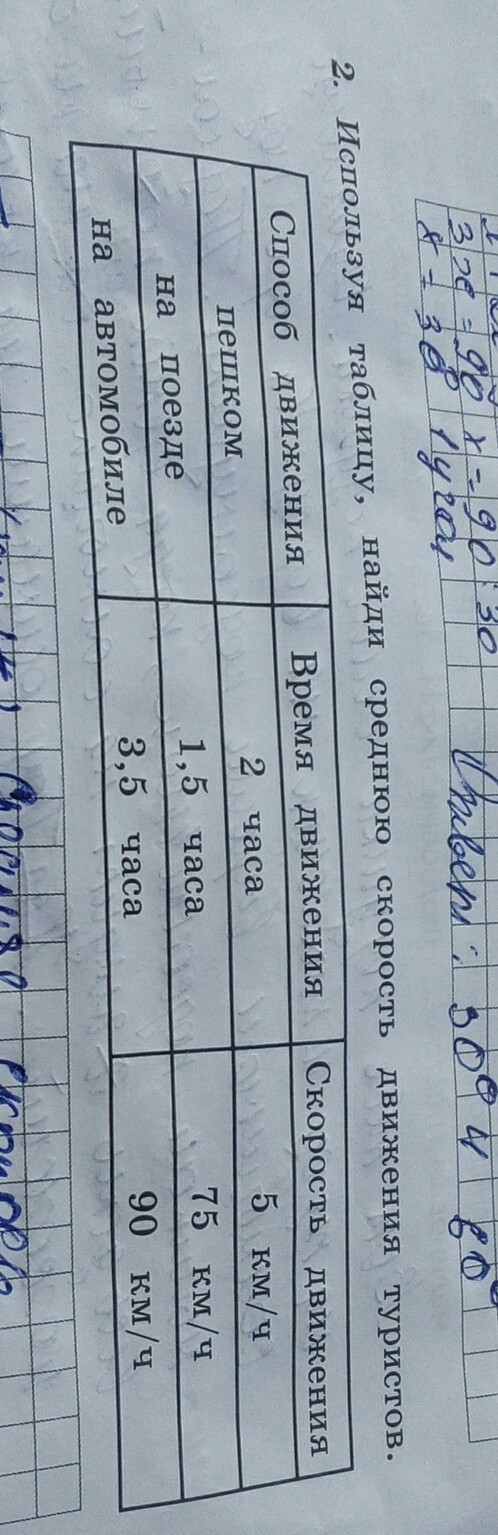 3x = 90 x = 90 : 30
x = 30 1 угол Ответ: 30° и 60°
2. Используя таблицу, найди среднюю скорость движения туристов.
Способ движения Время движения Скорость движения
пешком 2 часа 5 км/ч
на поезде 1,5 часа 75 км/ч
на автомобиле 3,5 часа 90 км/ч